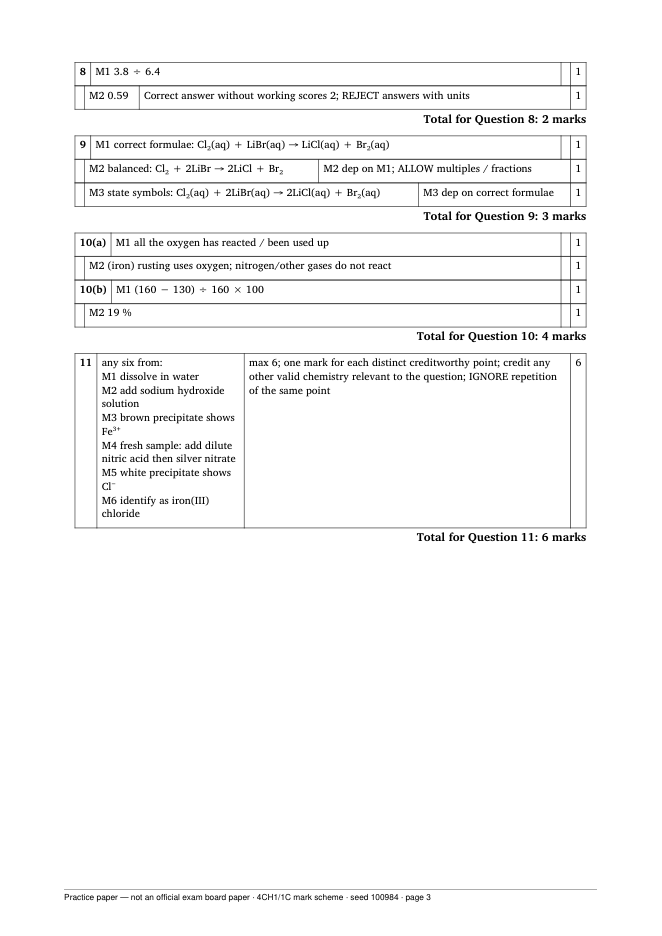 8 M1 3.8 ÷ 6.4 1
M2 0.59 Correct answer without working scores 2; REJECT answers with units 1
Total for Question 8: 2 marks
9 M1 correct formulae: Cl₂(aq) + LiBr(aq) → LiCl(aq) + Br₂(aq) 1
M2 balanced: Cl₂ + 2LiBr → 2LiCl + Br₂ M2 dep on M1; ALLOW multiples / fractions 1
M3 state symbols: Cl₂(aq) + 2LiBr(aq) → 2LiCl(aq) + Br₂(aq) M3 dep on correct formulae 1
Total for Question 9: 3 marks
10(a) M1 all the oxygen has reacted / been used up 1
M2 (iron) rusting uses oxygen; nitrogen/other gases do not react 1
10(b) M1 (160 − 130) ÷ 160 × 100 1
M2 19 % 1
Total for Question 10: 4 marks
11 any six from:
M1 dissolve in water
M2 add sodium hydroxide
solution
M3 brown precipitate shows
Fe³⁺
M4 fresh sample: add dilute
nitric acid then silver nitrate
M5 white precipitate shows
Cl⁻
M6 identify as iron(III)
chloride
max 6; one mark for each distinct creditworthy point; credit any
other valid chemistry relevant to the question; IGNORE repetition
of the same point
6
Total for Question 11: 6 marks
Practice paper — not an official exam board paper · 4CH1/1C mark scheme · seed 100984 · page 3